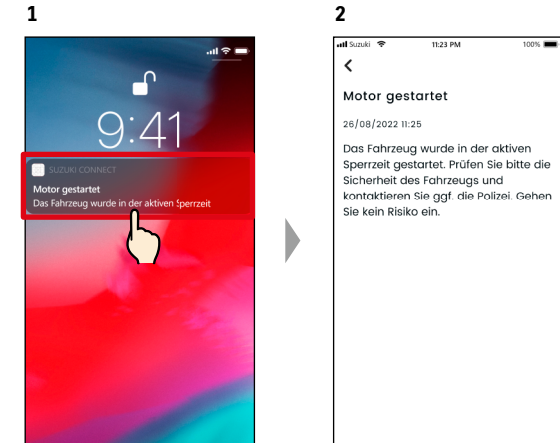 1
9:41
SUZUKI CONNECT
Motor gestartet
Das Fahrzeug wurde in der aktiven Sperrzeit
2
Suzuki 11:23 PM 100%
Motor gestartet
26/08/2022 11:25
Das Fahrzeug wurde in der aktiven
Sperrzeit gestartet. Prüfen Sie bitte die
Sicherheit des Fahrzeugs und
kontaktieren Sie ggf. die Polizei. Gehen
Sie kein Risiko ein.